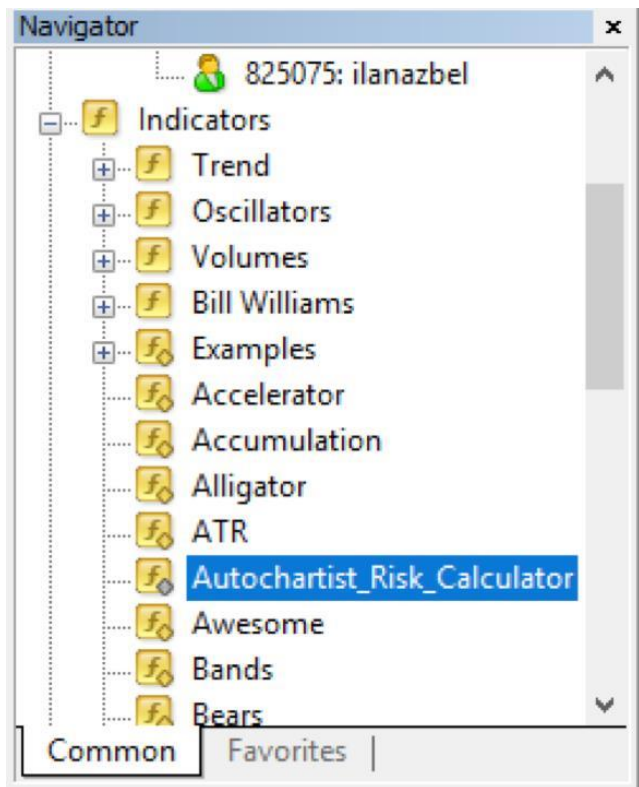 Navigator
825075: ilanazbel
Indicators
Trend
Oscillators
Volumes
Bill Williams
Examples
Accelerator
Accumulation
Alligator
ATR
Autochartist_Risk_Calculator
Awesome
Bands
Bears
Common Favorites